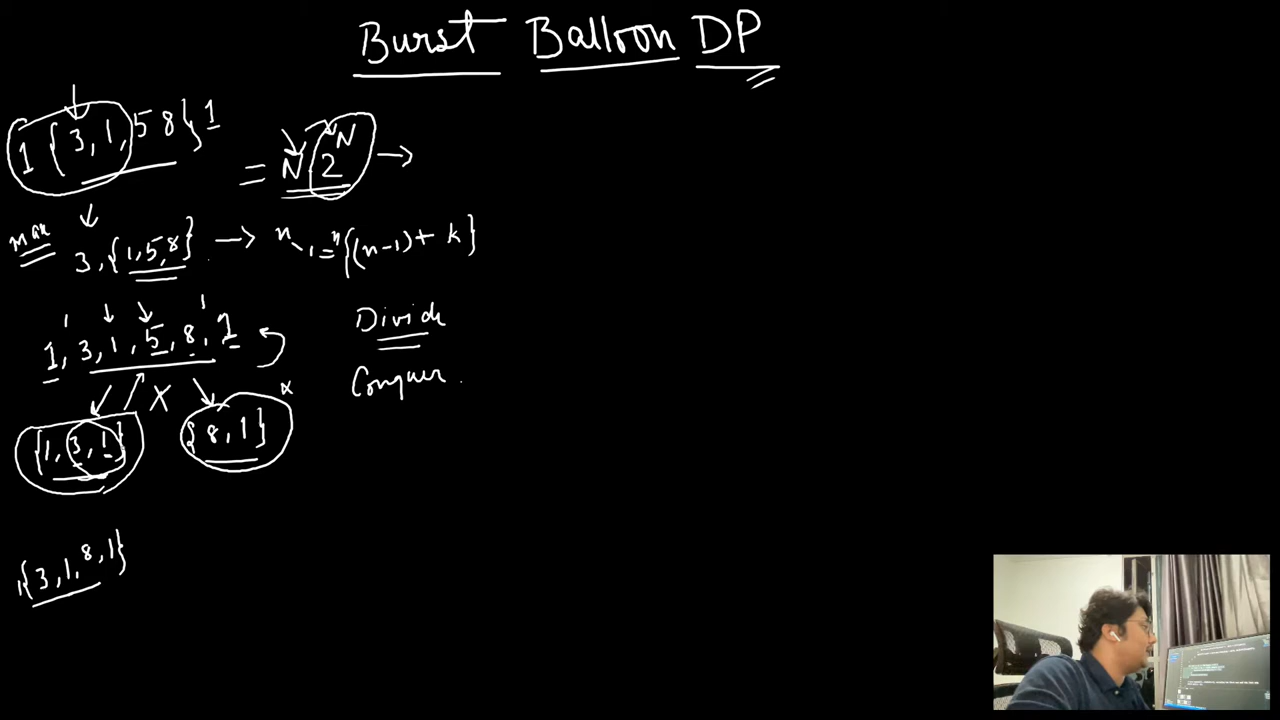 Burst Balloon DP
1 {3, 1, 5 8} 1
= N 2^N →
max 3, {1, 5, 8} → n
{(n-1) + k}
1, 3, 1, 5, 8, 1
Divide
Conquer.
{1, 3, 1} X {8, 1}
{3, 1, 8, 1}